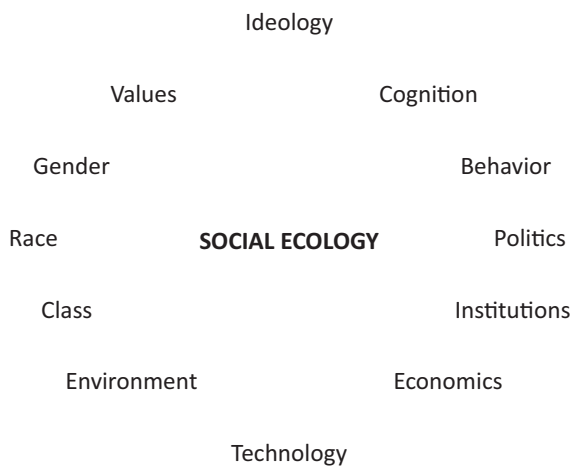 Ideology
Values Cognition
Gender Behavior
Race SOCIAL ECOLOGY Politics
Class Institutions
Environment Economics
Technology